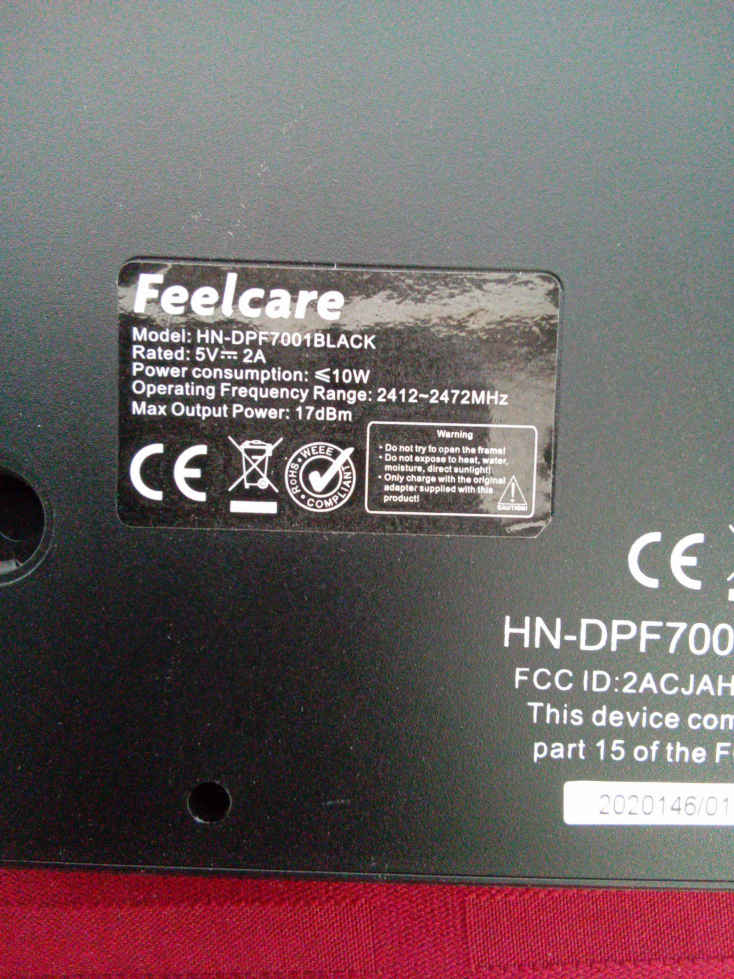 Feelcare
Model: HN-DPF7001BLACK
Rated: 5V⎓ 2A
Power consumption: ≤10W
Operating Frequency Range: 2412~2472MHz
Max Output Power: 17dBm
CE
RoHS • WEEE • COMPLIANT
Warning
• Do not try to open the frame!
• Do not expose to heat, water,
moisture, direct sunlight!
• Only charge with the original
adapter supplied with this
product!
CAUTION!
CE
HN-DPF700
FCC ID:2ACJAH
This device com
part 15 of the F
2020146/01